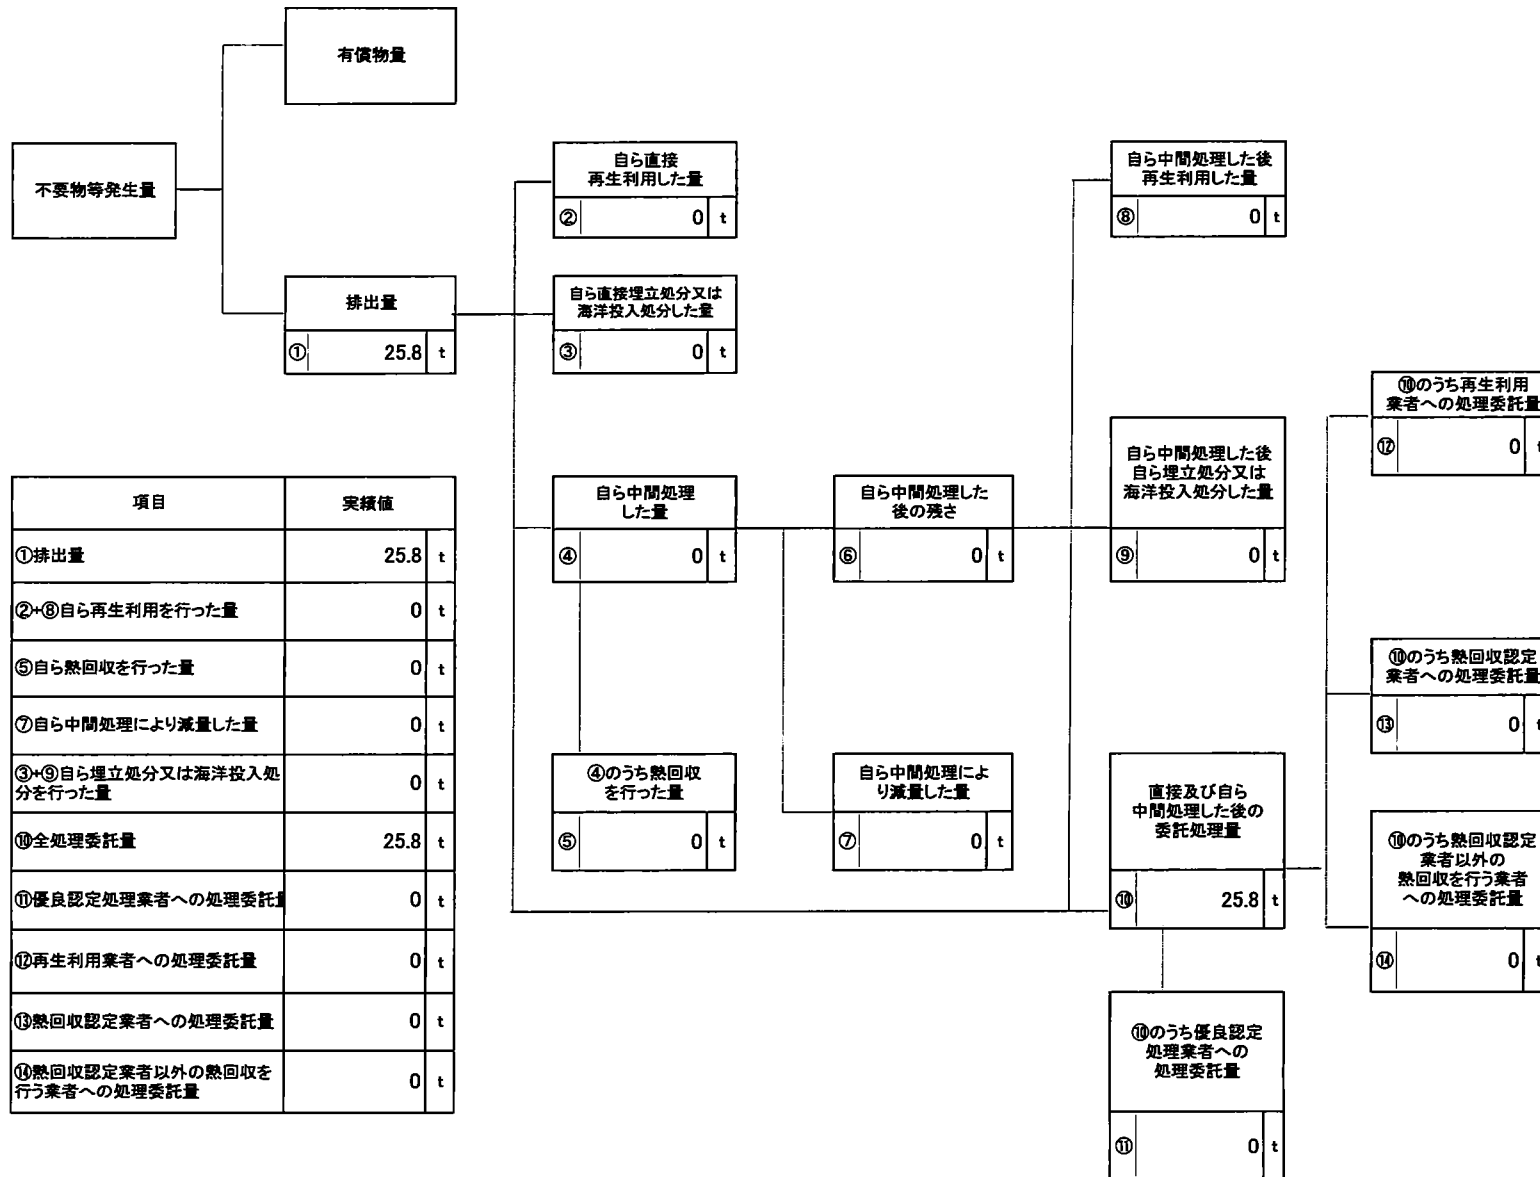 有償物量
不要物等発生量
排出量
① 25.8 t
自ら直接
再生利用した量
② 0 t
自ら直接埋立処分又は
海洋投入処分した量
③ 0 t
自ら中間処理した後
再生利用した量
⑧ 0 t
⑩のうち再生利用
業者への処理委託量
⑫ 0 t
自ら中間処理した後
自ら埋立処分又は
海洋投入処分した量
⑨ 0 t
自ら中間処理
した量
④ 0 t
自ら中間処理した
後の残さ
⑥ 0 t
⑩のうち熱回収認定
業者への処理委託量
⑬ 0 t
④のうち熱回収
を行った量
⑤ 0 t
自ら中間処理によ
り減量した量
⑦ 0 t
直接及び自ら
中間処理した後の
委託処理量
⑩ 25.8 t
⑩のうち熱回収認定
業者以外の
熱回収を行う業者
への処理委託量
⑭ 0 t
⑩のうち優良認定
処理業者への
処理委託量
⑪ 0 t
項目 実績値
①排出量 25.8 t
②+⑧自ら再生利用を行った量 0 t
⑤自ら熱回収を行った量 0 t
⑦自ら中間処理により減量した量 0 t
③+⑨自ら埋立処分又は海洋投入処
分を行った量 0 t
⑩全処理委託量 25.8 t
⑪優良認定処理業者への処理委託量 0 t
⑫再生利用業者への処理委託量 0 t
⑬熱回収認定業者への処理委託量 0 t
⑭熱回収認定業者以外の熱回収を
行う業者への処理委託量 0 t